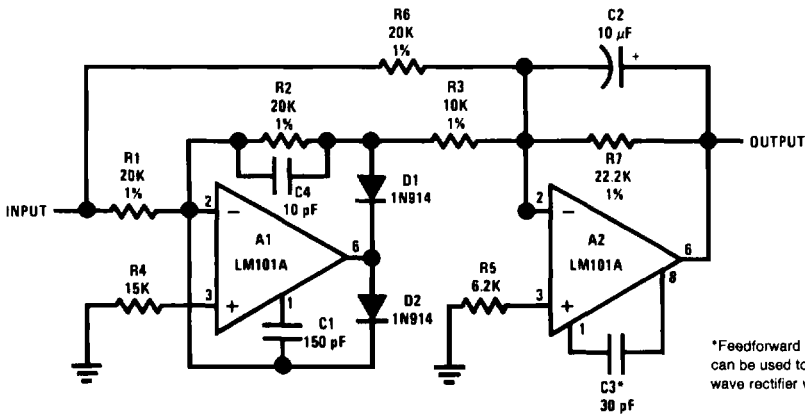 R6
20K
1%
C2
10 μF
+
R2
20K
1%
R3
10K
1%
R1
20K
1%
C4
10 pF
D1
1N914
R7
22.2K
1%
OUTPUT
INPUT
2
−
A1
LM101A
6
3
+
1
R4
15K
D2
1N914
C1
150 pF
2
−
A2
LM101A
6
8
3
+
1
R5
6.2K
C3*
30 pF
*Feedforward
can be used to
wave rectifier